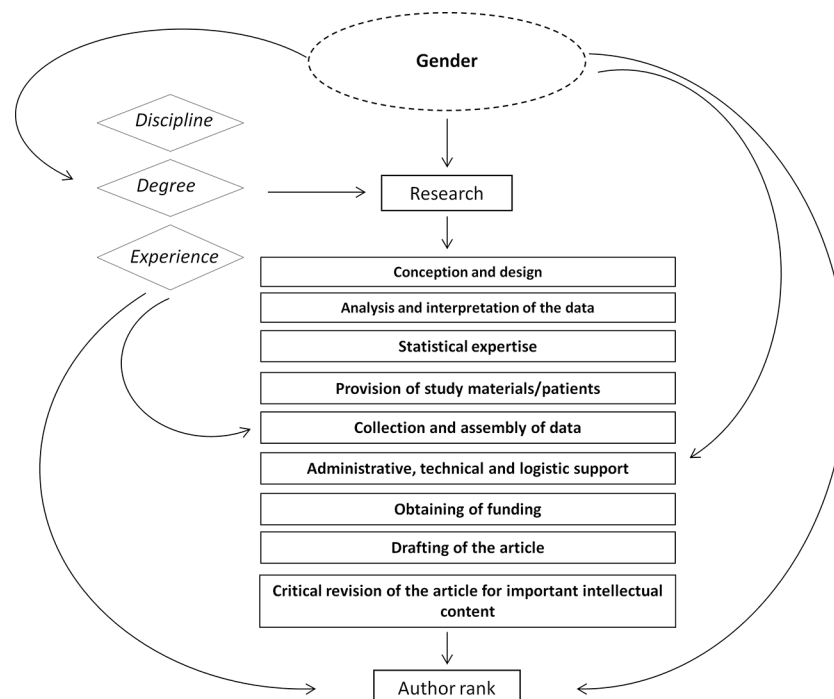 Gender
Discipline
Degree
Research
Experience
Conception and design
Analysis and interpretation of the data
Statistical expertise
Provision of study materials/patients
Collection and assembly of data
Administrative, technical and logistic support
Obtaining of funding
Drafting of the article
Critical revision of the article for important intellectual
content
Author rank